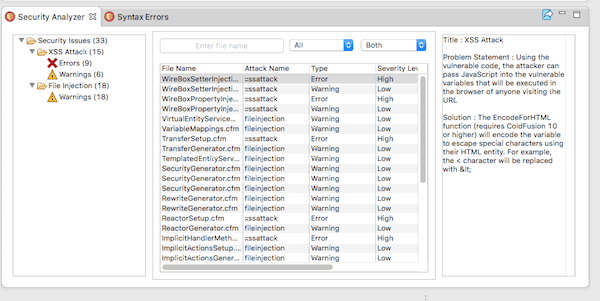 Security Analyzer
Syntax Errors
Security Issues (33)
XSS Attack (15)
Errors (9)
Warnings (6)
File Injection (18)
Warnings (18)
Enter file name
All
Both
File Name Attack Name Type Severity Lev
WireBoxSetterInjecti... xssattack Error High
WireBoxSetterInjecti... xssattack Warning Low
WireBoxPropertyInje... xssattack Error High
WireBoxPropertyInje... xssattack Warning Low
VirtualEntityService... fileinjection Warning Low
VariableMappings.cfm fileinjection Warning Low
TransferSetup.cfm xssattack Error High
TransferGenerator.cfm fileinjection Warning Low
TemplatedEntityServ... fileinjection Warning Low
SecurityGenerator.cfm fileinjection Warning Low
SecurityGenerator.cfm fileinjection Warning Low
RewriteGenerator.cfm fileinjection Warning Low
RewriteGenerator.cfm fileinjection Warning Low
ReactorSetup.cfm xssattack Error High
ReactorGenerator.cfm fileinjection Warning Low
ImplicitHandlerMeth... xssattack Error High
ImplicitActionsSetup.... fileinjection Warning Low
ImplicitActionsGener... fileinjection Warning Low
Title : XSS Attack
Problem Statement : Using the
vulnerable code, the attacker can
pass JavaScript into the vulnerable
variables that will be executed in
the browser of anyone visiting the
URL
Solution : The EncodeForHTML
function (requires ColdFusion 10
or higher) will encode the variable
to escape special characters using
their HTML entity. For example,
the < character will be replaced
with &lt;